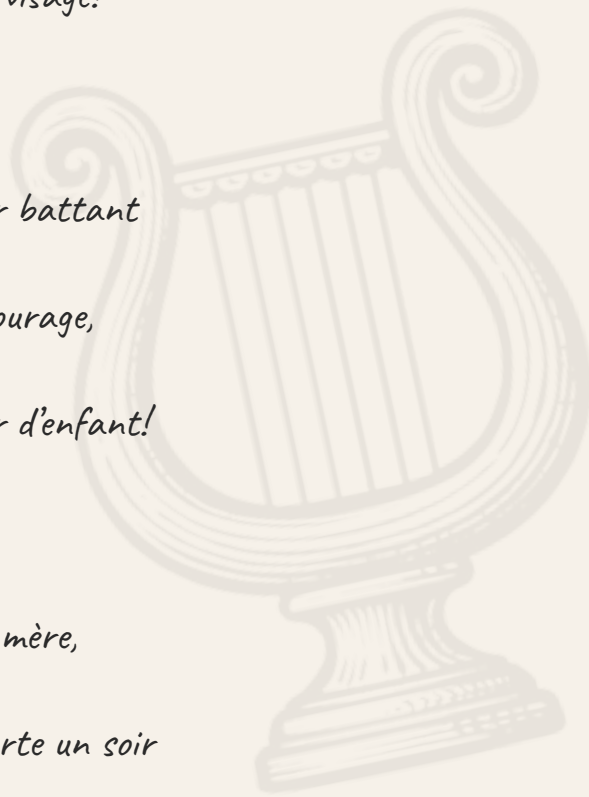 visage!
r battant
ourage,
r d'enfant!
mère,
rte un soir